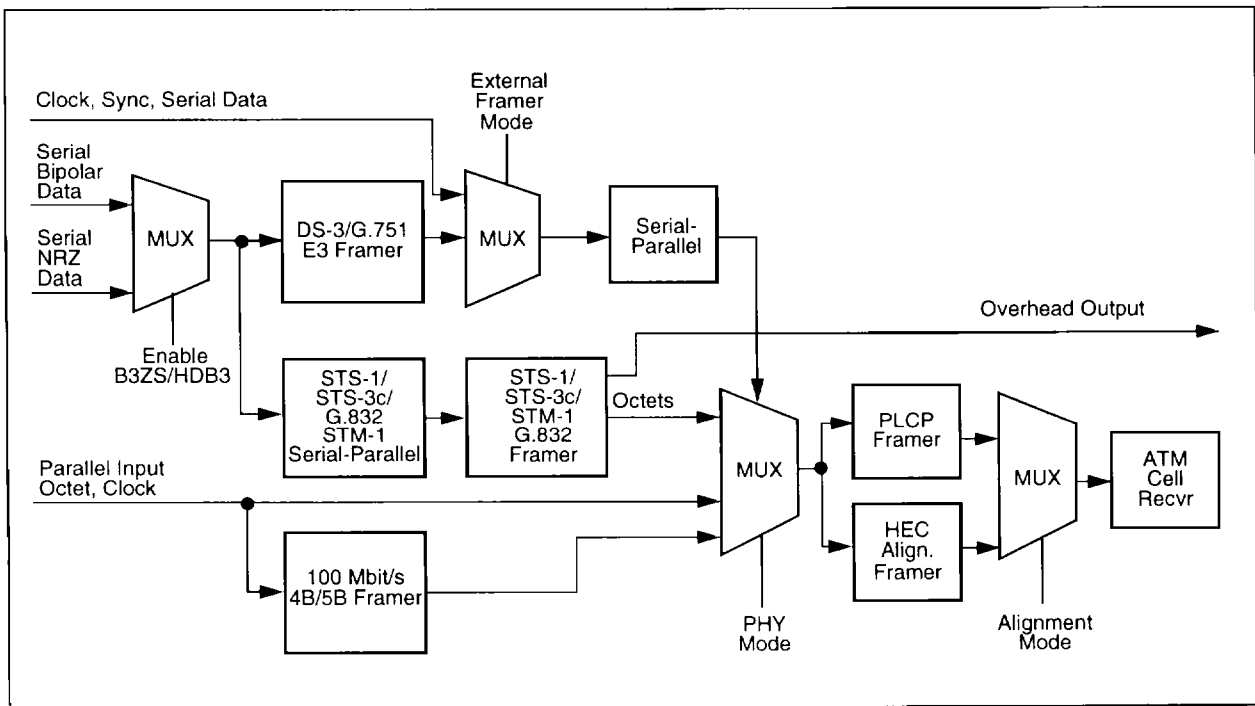 Clock, Sync, Serial Data
External
Framer
Mode
Serial
Bipolar
Data
Serial
NRZ
Data
MUX
DS-3/G.751
E3 Framer
MUX
Serial-
Parallel
Enable
B3ZS/HDB3
Overhead Output
STS-1/
STS-3c/
G.832
STM-1
Serial-Parallel
STS-1/
STS-3c/
STM-1
G.832
Framer
Octets
MUX
PLCP
Framer
MUX
ATM
Cell
Recvr
Parallel Input
Octet, Clock
HEC
Align.
Framer
100 Mbit/s
4B/5B Framer
PHY
Mode
Alignment
Mode